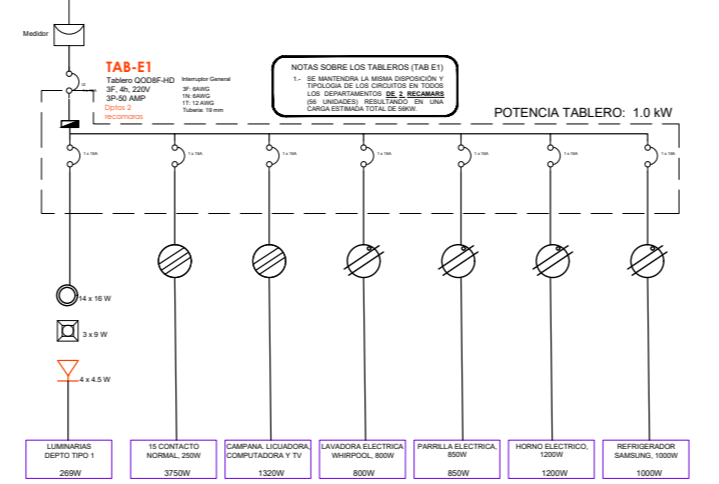 Medidor
TAB-E1
Tablero QOD8F-HD
3F, 4h, 220V
3P-50 AMP
Dptos 2
recamaras
Interruptor General
3F: 6AWG
1N: 6AWG
1T: 12 AWG
Tuberia: 19 mm
NOTAS SOBRE LOS TABLEROS (TAB E1)
1.- SE MANTENDRA LA MISMA DISPOSICIÓN Y
TIPOLOGIA DE LOS CIRCUITOS EN TODOS
LOS DEPARTAMENTOS DE 2 RECAMARS
(56 UNIDADES) RESULTANDO EN UNA
CARGA ESTIMADA TOTAL DE 56KW.
POTENCIA TABLERO: 1.0 kW
14 x 16 W
3 x 9 W
4 x 4.5 W
LUMINARIAS
DEPTO TIPO 1
269W
15 CONTACTO
NORMAL, 250W
3750W
CAMPANA. LICUADORA,
COMPUTADORA Y TV
1320W
LAVADORA ELECTRICA
WHIRPOOL, 800W
800W
PARRILLA ELECTRICA,
850W
850W
HORNO ELECTRICO,
1200W
1200W
REFRIGERADOR
SAMSUNG, 1000W
1000W